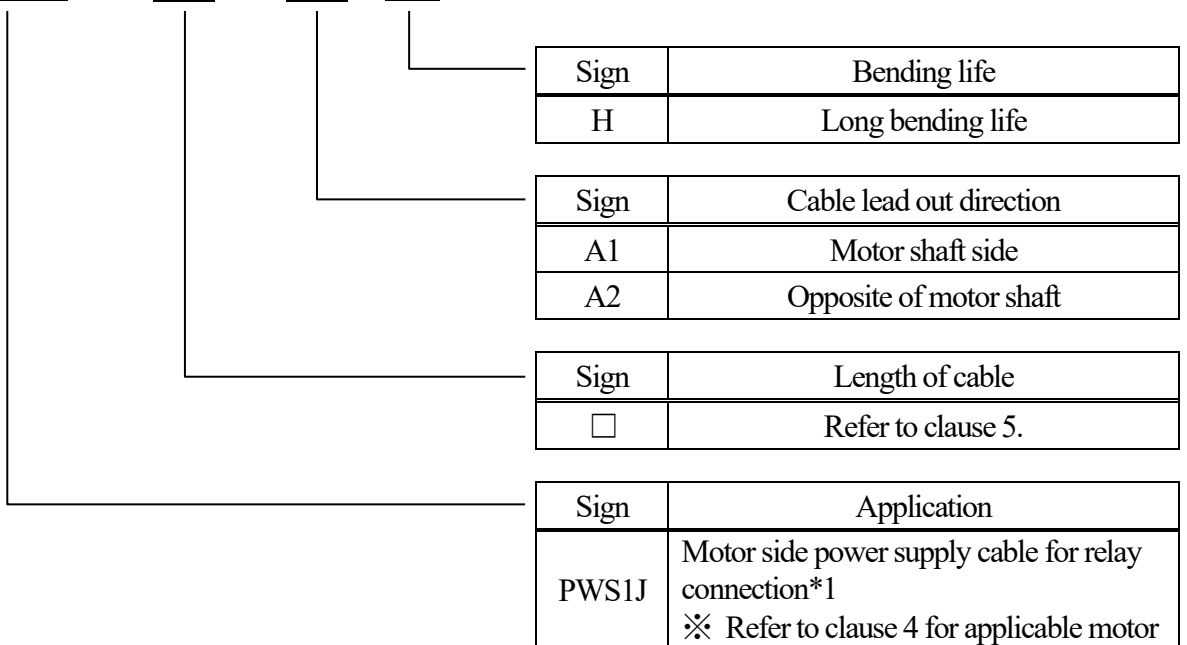 Sign Bending life
H Long bending life
Sign Cable lead out direction
A1 Motor shaft side
A2 Opposite of motor shaft
Sign Length of cable
□ Refer to clause 5.
Sign Application
PWS1J Motor side power supply cable for relay
connection*1
※ Refer to clause 4 for applicable motor